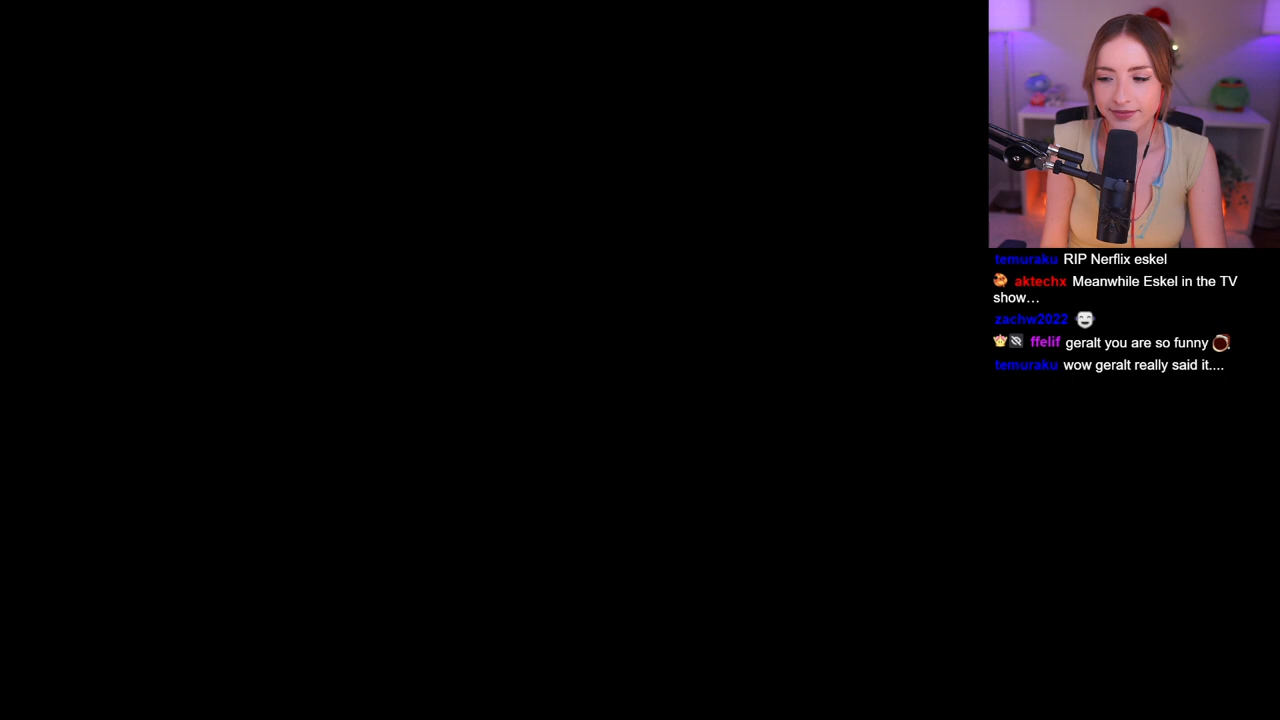 temuraku RIP Nerflix eskel
aktechx Meanwhile Eskel in the TV
show…
zachw2022
ffelif geralt you are so funny
temuraku wow geralt really said it....